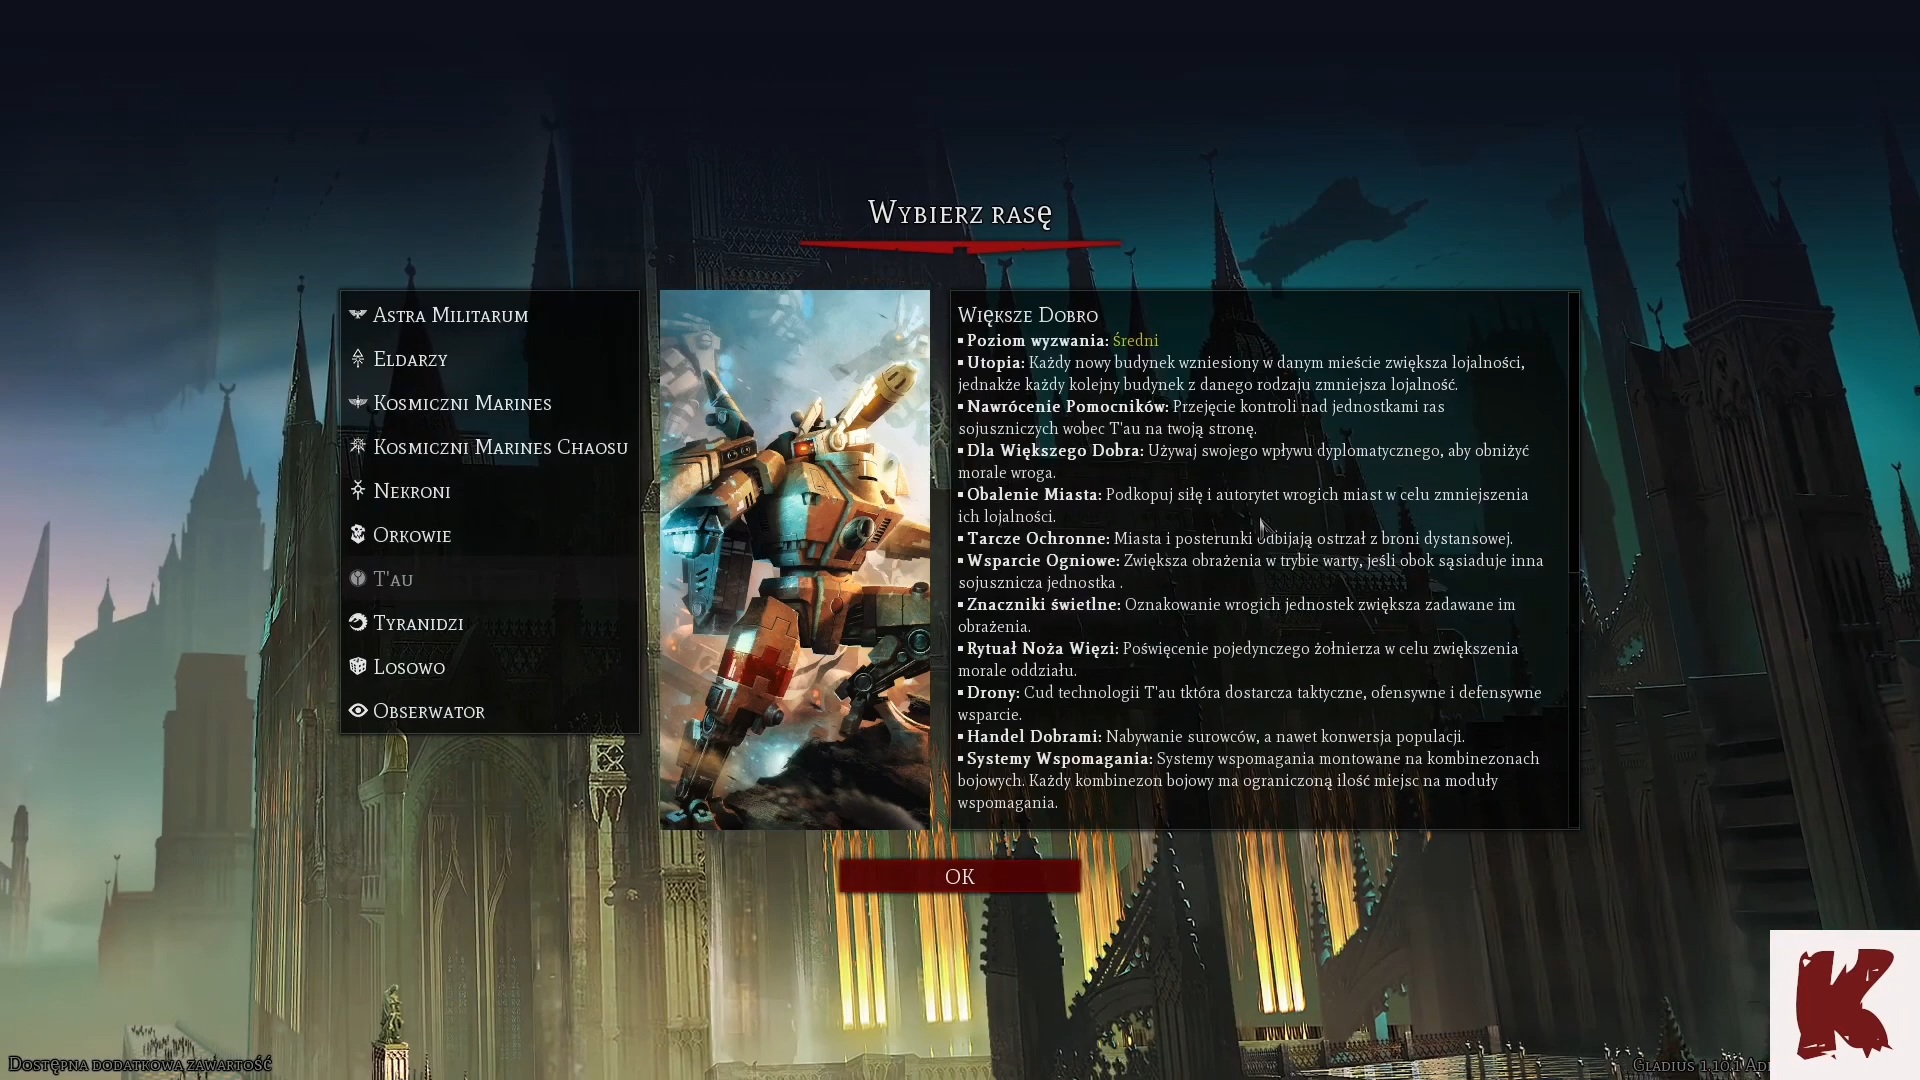 Wybierz rasę
Astra Militarum
Eldarzy
Kosmiczni Marines
Kosmiczni Marines Chaosu
Nekroni
Orkowie
T'au
Tyranidzi
Losowo
Obserwator
Większe Dobro
▪ Poziom wyzwania: Średni
▪ Utopia: Każdy nowy budynek wzniesiony w danym mieście zwiększa lojalności,
jednakże każdy kolejny budynek z danego rodzaju zmniejsza lojalność.
▪ Nawrócenie Pomocników: Przejęcie kontroli nad jednostkami ras
sojuszniczych wobec T'au na twoją stronę.
▪ Dla Większego Dobra: Używaj swojego wpływu dyplomatycznego, aby obniżyć
morale wroga.
▪ Obalenie Miasta: Podkopuj siłę i autorytet wrogich miast w celu zmniejszenia
ich lojalności.
▪ Tarcze Ochronne: Miasta i posterunki odbijają ostrzał z broni dystansowej.
▪ Wsparcie Ogniowe: Zwiększa obrażenia w trybie warty, jeśli obok sąsiaduje inna
sojusznicza jednostka .
▪ Znaczniki świetlne: Oznakowanie wrogich jednostek zwiększa zadawane im
obrażenia.
▪ Rytuał Noża Więzi: Poświęcenie pojedynczego żołnierza w celu zwiększenia
morale oddziału.
▪ Drony: Cud technologii T'au tktóra dostarcza taktyczne, ofensywne i defensywne
wsparcie.
▪ Handel Dobrami: Nabywanie surowców, a nawet konwersja populacji.
▪ Systemy Wspomagania: Systemy wspomagania montowane na kombinezonach
bojowych. Każdy kombinezon bojowy ma ograniczoną ilość miejsc na moduły
wspomagania.
OK
Dostępna dodatkowa zawartość
Gladius 1.10.1
K